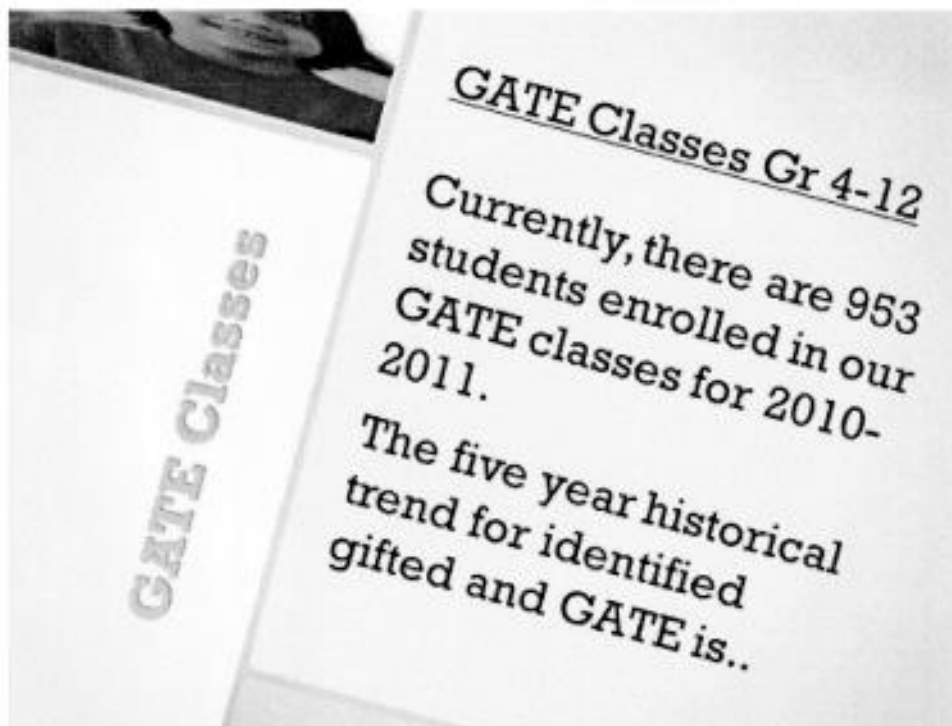 GATE Classes
GATE Classes Gr 4-12
Currently, there are 953
students enrolled in our
GATE classes for 2010-
2011.
The five year historical
trend for identified
gifted and GATE is..